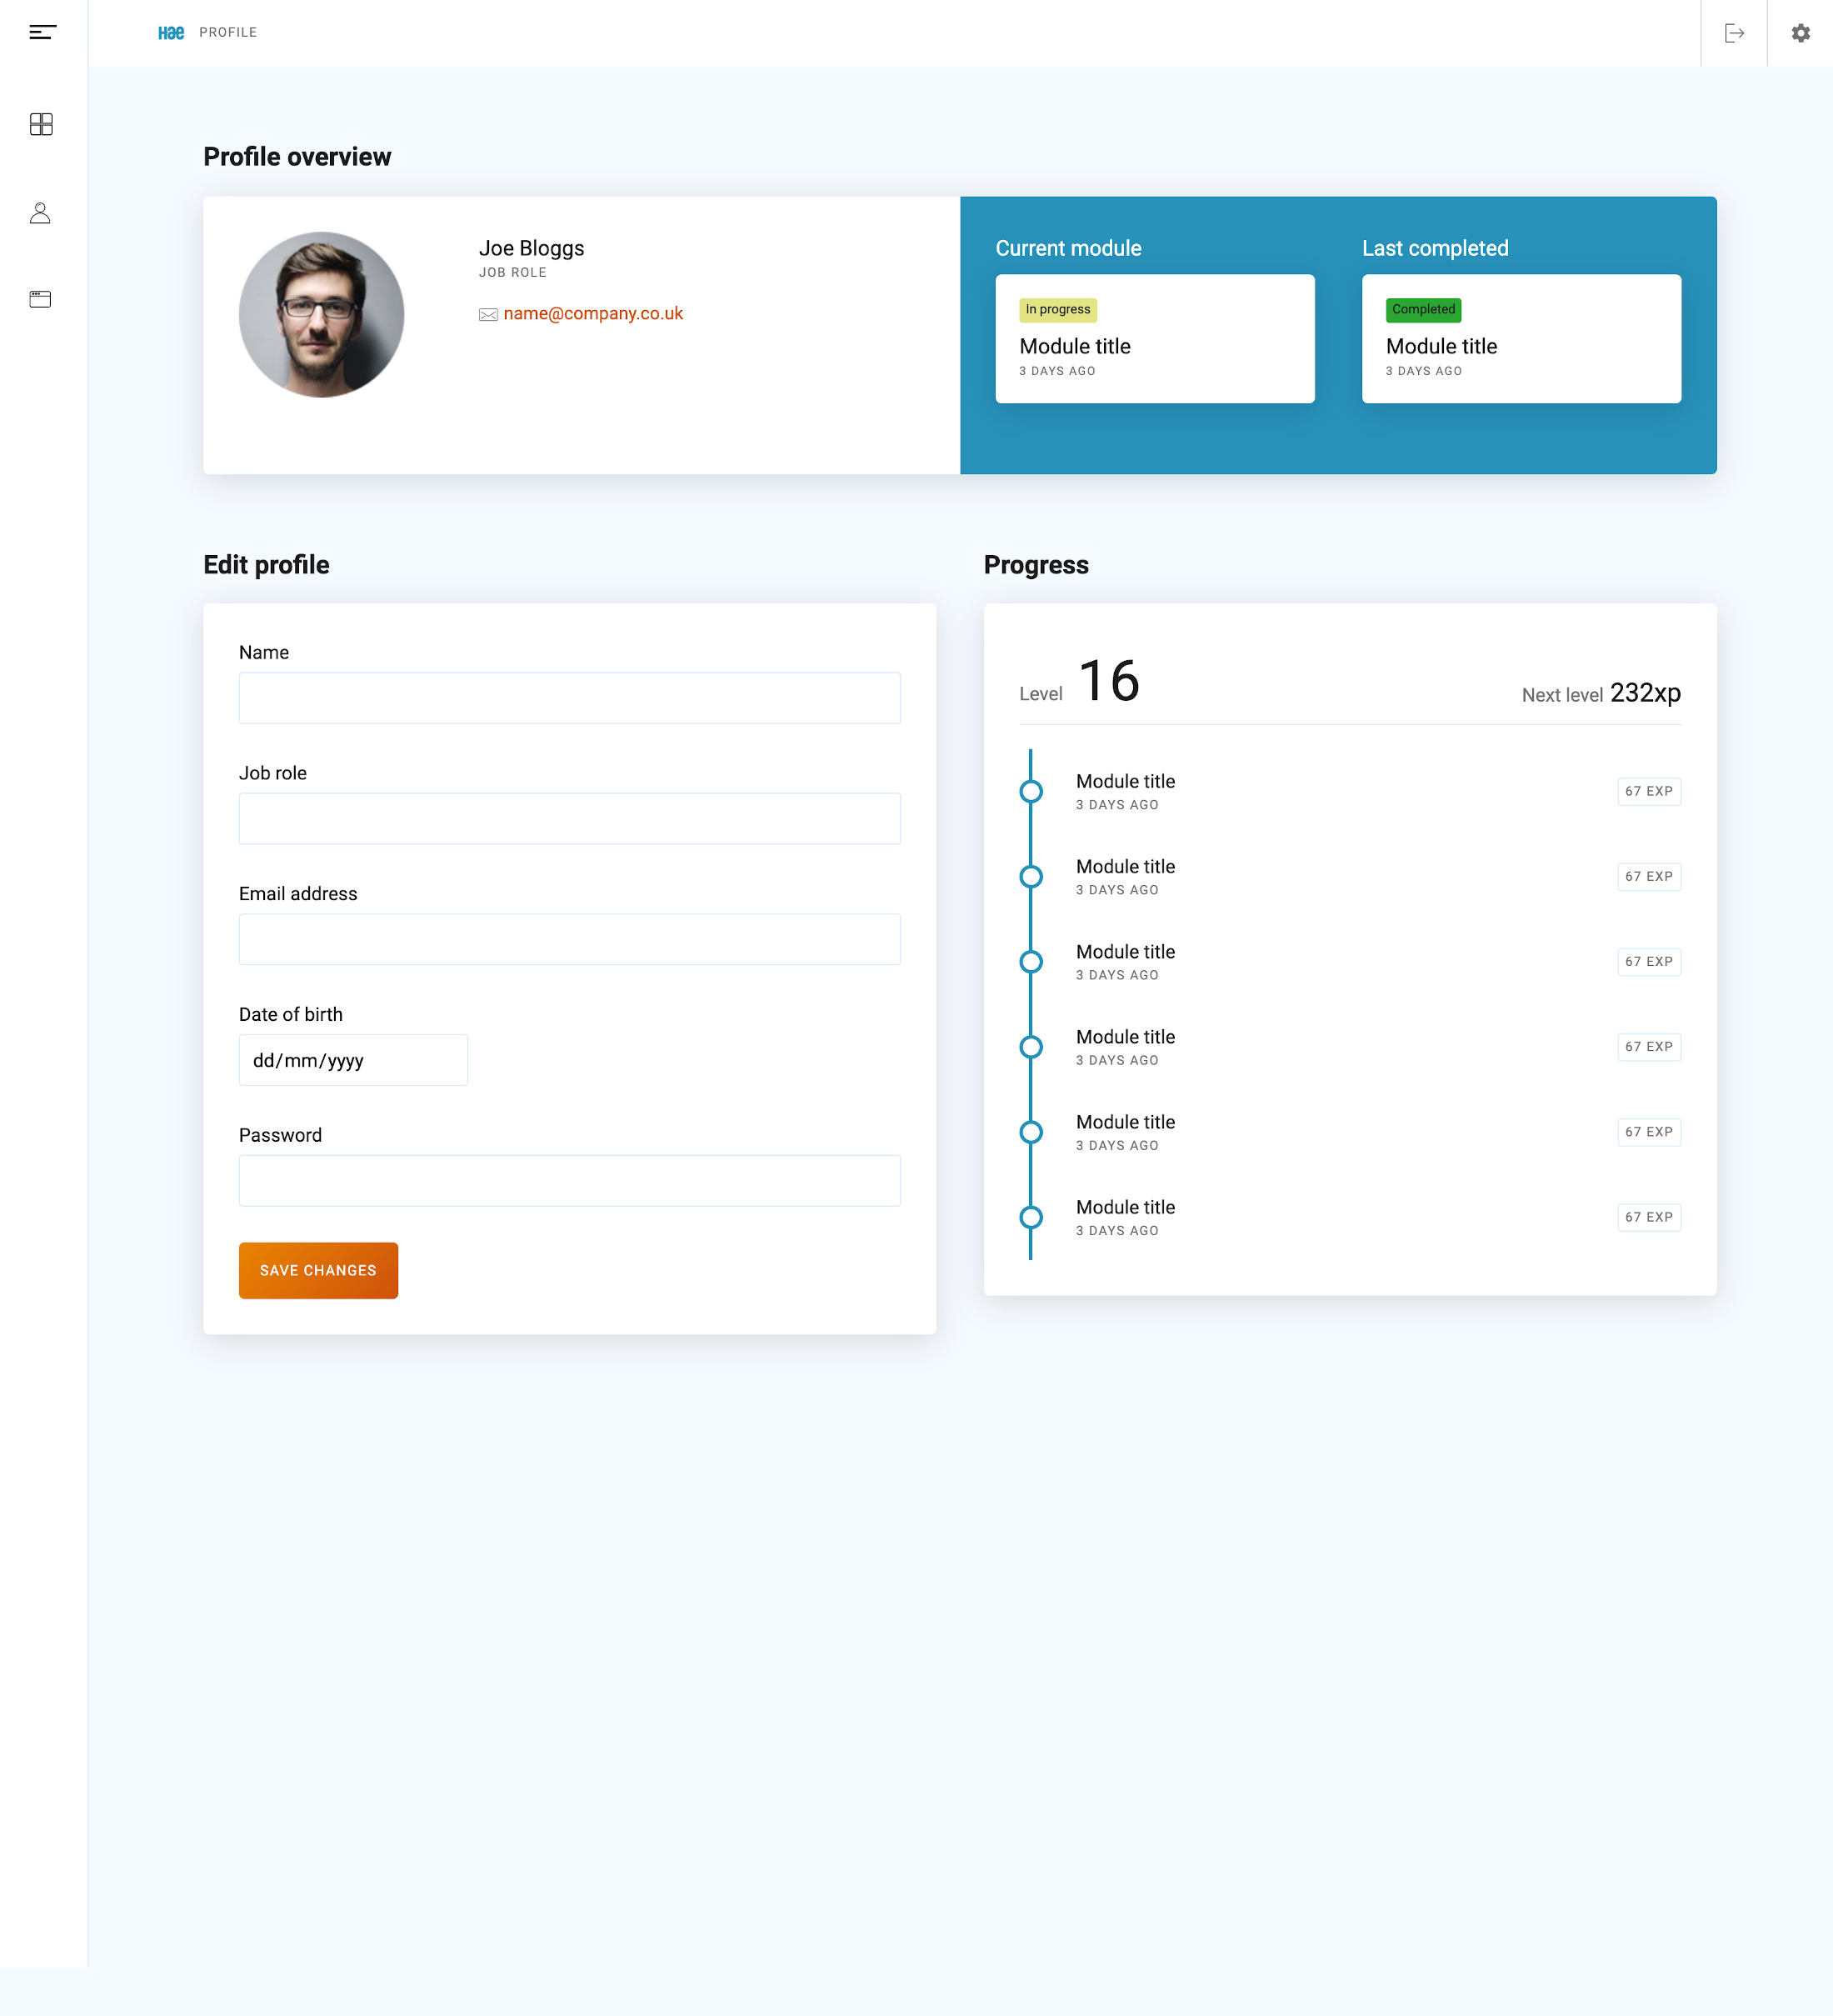 Hae PROFILE
Profile overview
Joe Bloggs
JOB ROLE
name@company.co.uk
Current module
In progress
Module title
3 DAYS AGO
Last completed
Completed
Module title
3 DAYS AGO
Edit profile
Name
Job role
Email address
Date of birth
dd/mm/yyyy
Password
SAVE CHANGES
Progress
Level 16
Next level 232xp
Module title
3 DAYS AGO
67 EXP
Module title
3 DAYS AGO
67 EXP
Module title
3 DAYS AGO
67 EXP
Module title
3 DAYS AGO
67 EXP
Module title
3 DAYS AGO
67 EXP
Module title
3 DAYS AGO
67 EXP